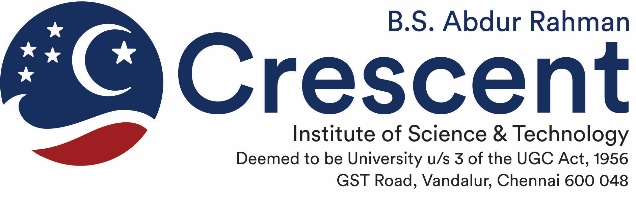 B.S. Abdur Rahman
Crescent
Institute of Science & Technology
Deemed to be University u/s 3 of the UGC Act, 1956
GST Road, Vandalur, Chennai 600 048